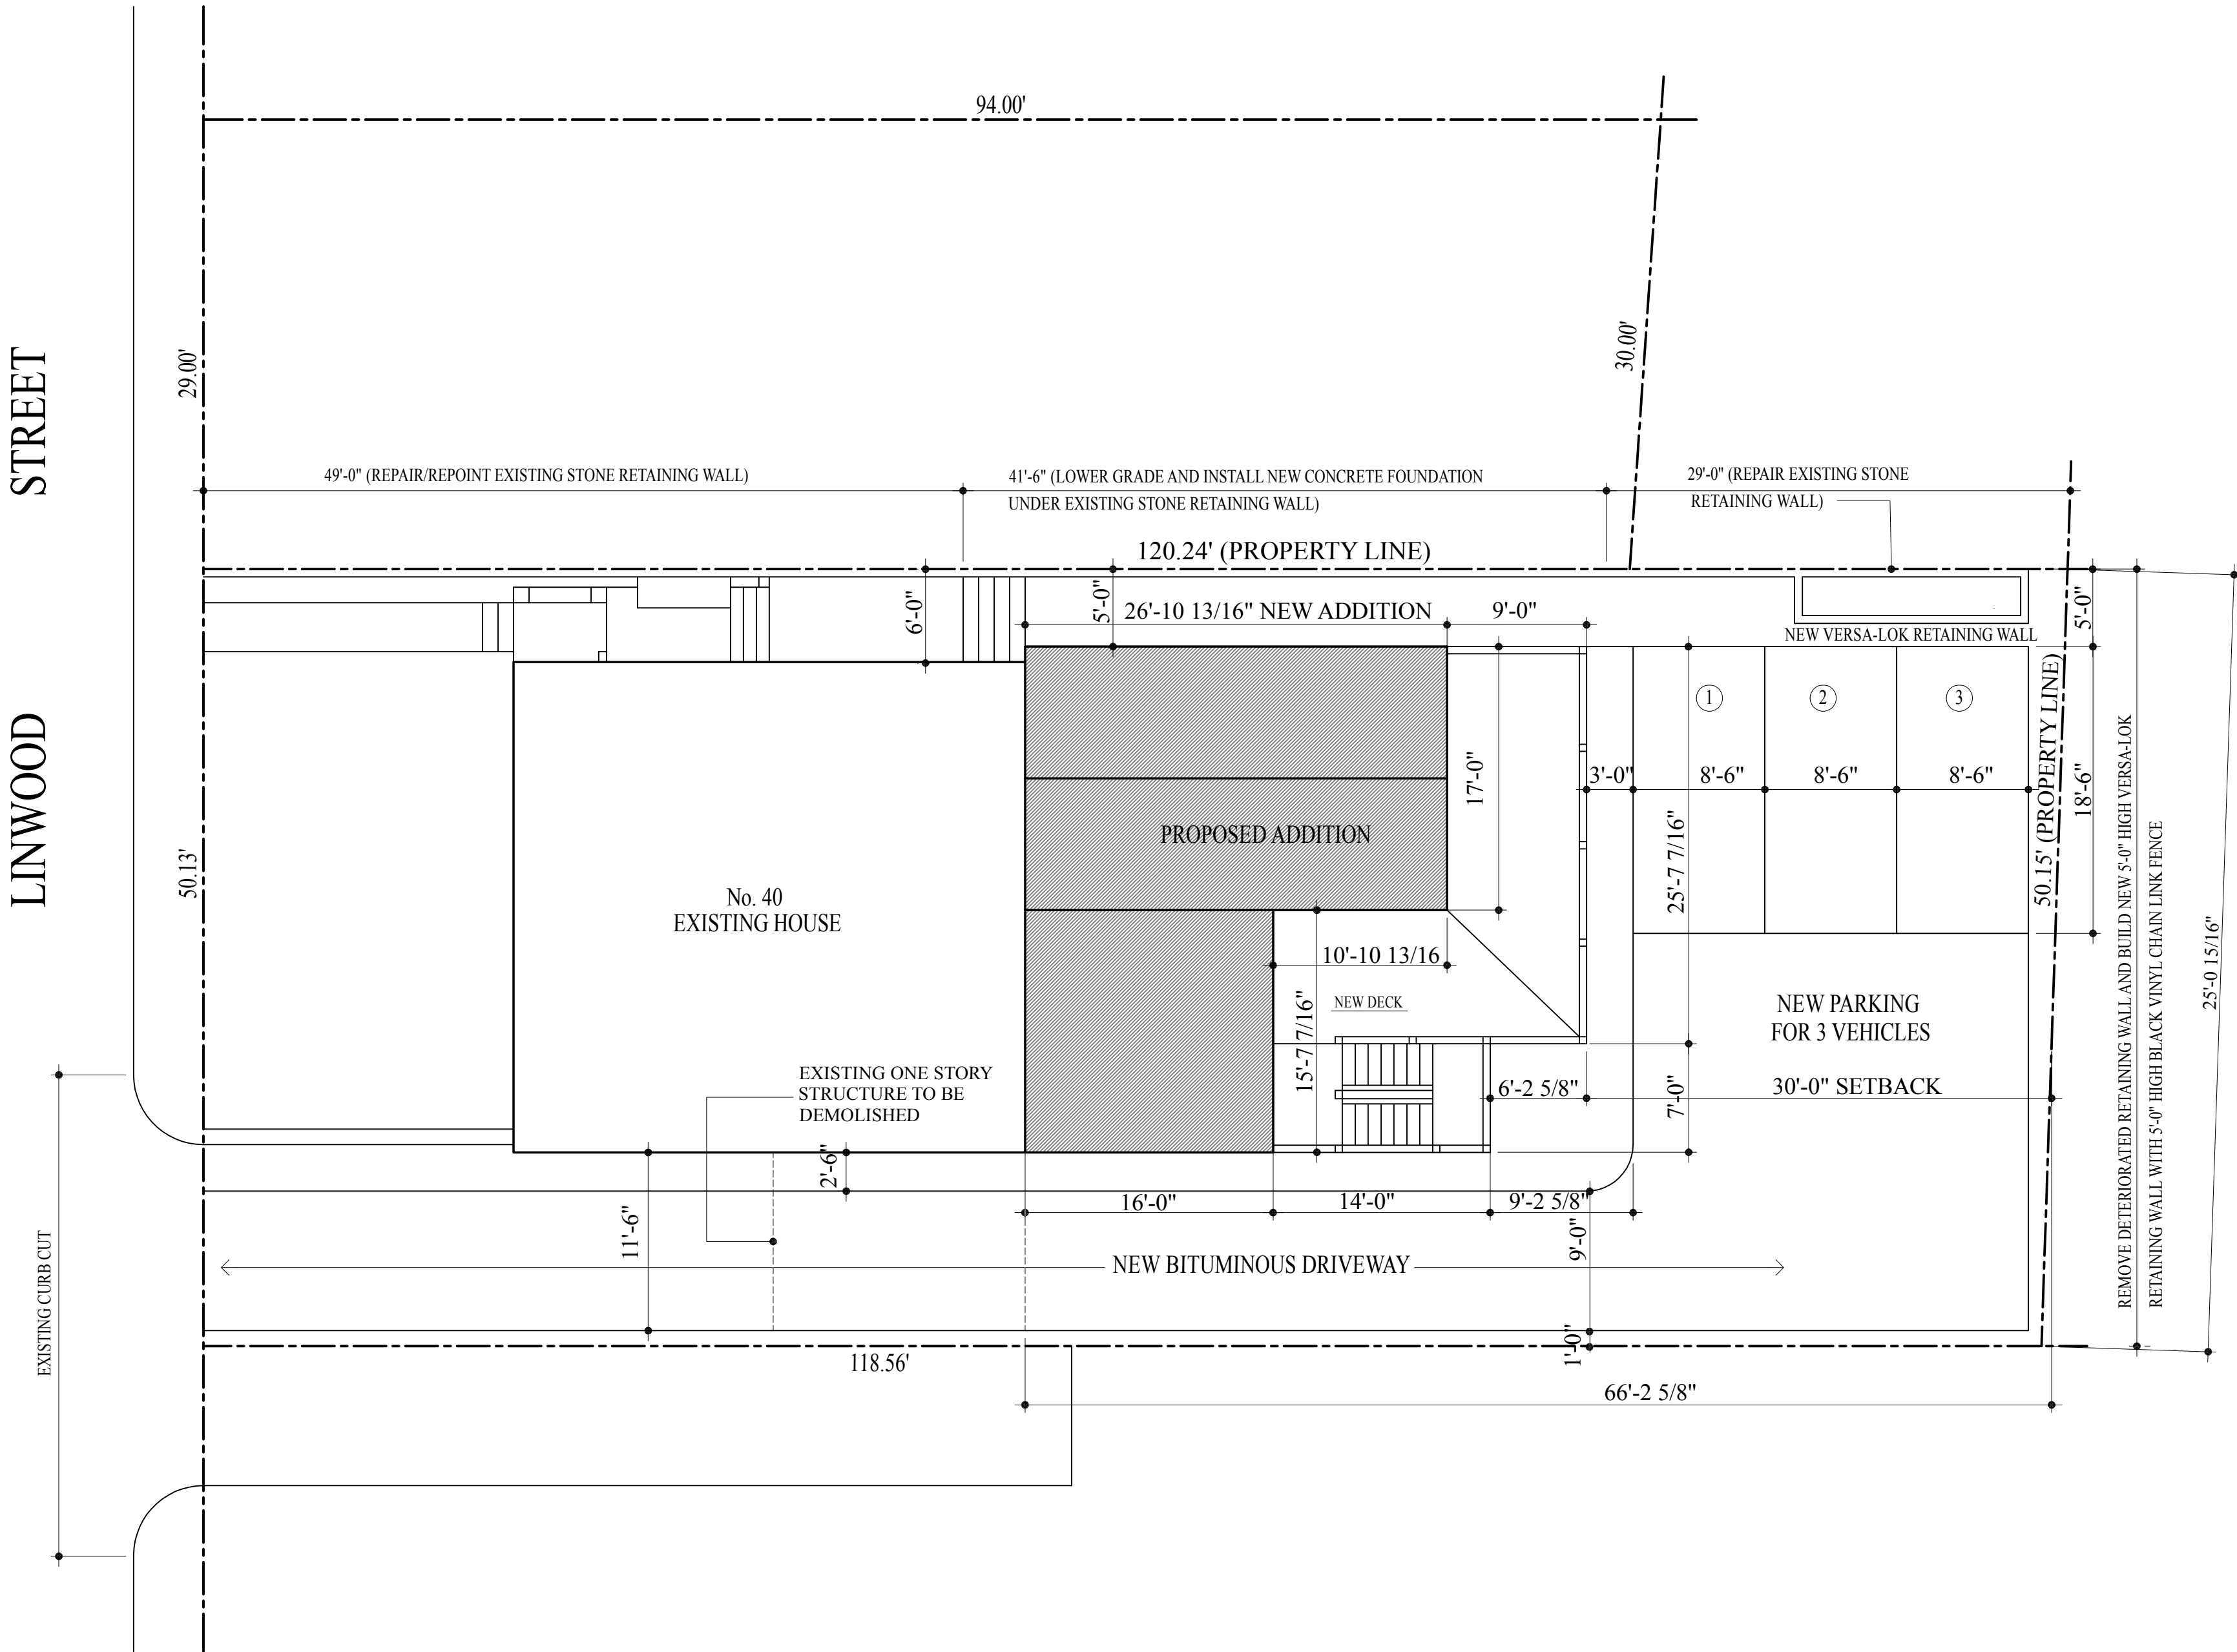 94.00'
STREET
29.00'
30.00'
49'-0" (REPAIR/REPOINT EXISTING STONE RETAINING WALL)
41'-6" (LOWER GRADE AND INSTALL NEW CONCRETE FOUNDATION
UNDER EXISTING STONE RETAINING WALL)
29'-0" (REPAIR EXISTING STONE
RETAINING WALL)
120.24' (PROPERTY LINE)
6'-0"
5'-0"
26'-10 13/16" NEW ADDITION
9'-0"
5'-0"
NEW VERSA-LOK RETAINING WALL
LINWOOD
50.13'
1
2
3
17'-0"
3'-0"
8'-6"
8'-6"
8'-6"
18'-6"
50.15' (PROPERTY LINE)
PROPOSED ADDITION
25'-7 7/16"
No. 40
EXISTING HOUSE
REMOVE DETERIORATED RETAINING WALL AND BUILD NEW 5'-0" HIGH VERSA-LOK
RETAINING WALL WITH 5'-0" HIGH BLACK VINYL CHAIN LINK FENCE
25'-0 15/16"
10'-10 13/16
NEW DECK
15'-7 7/16"
NEW PARKING
FOR 3 VEHICLES
EXISTING ONE STORY
STRUCTURE TO BE
DEMOLISHED
6'-2 5/8"
7'-0"
30'-0" SETBACK
2'-6"
16'-0"
14'-0"
9'-2 5/8"
11'-6"
9'-0"
NEW BITUMINOUS DRIVEWAY
EXISTING CURB CUT
118.56'
1'-0"
66'-2 5/8"